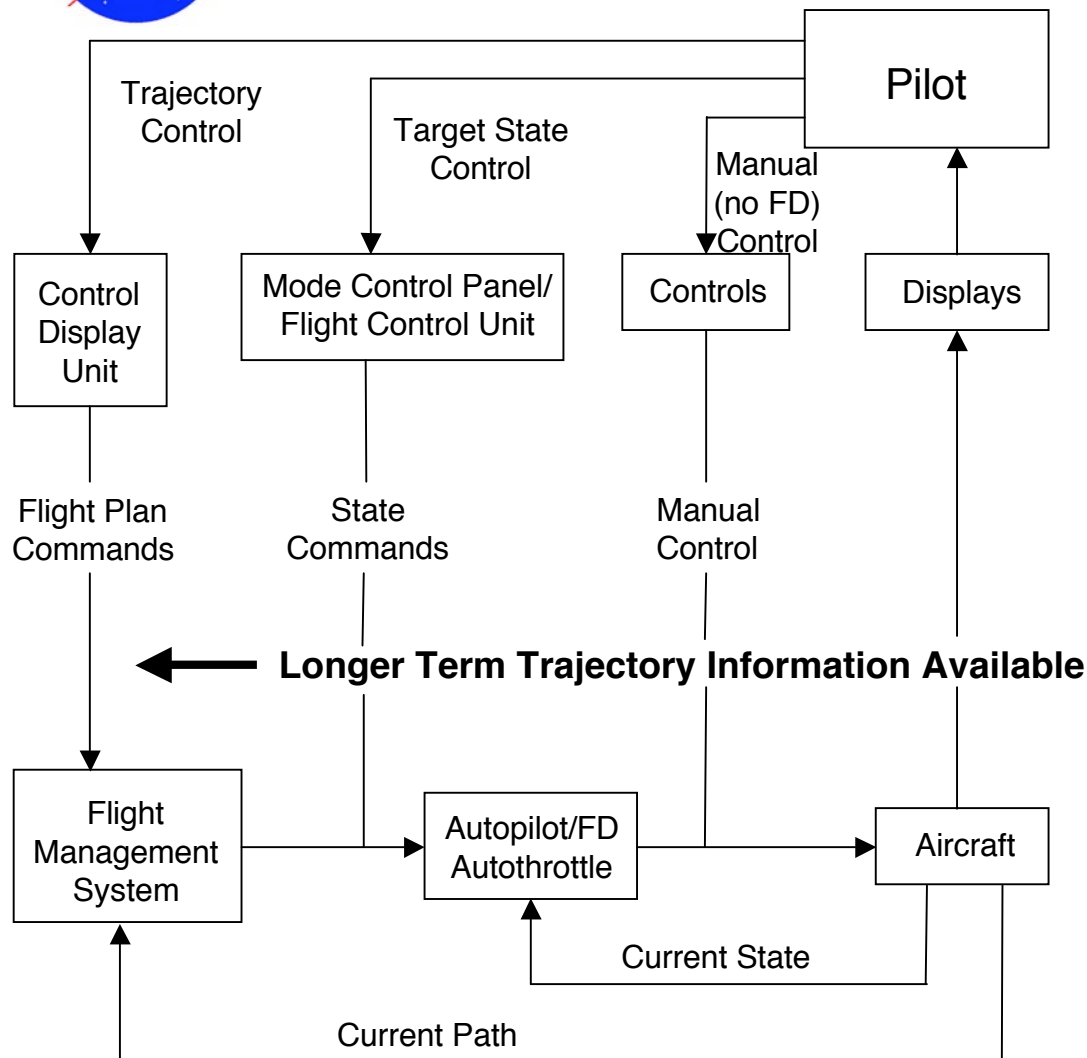 Pilot
Trajectory
Control
Target State
Control
Manual
(no FD)
Control
Control
Display
Unit
Mode Control Panel/
Flight Control Unit
Controls
Displays
Flight Plan
Commands
State
Commands
Manual
Control
Longer Term Trajectory Information Available
Flight
Management
System
Autopilot/FD
Autothrottle
Aircraft
Current State
Current Path